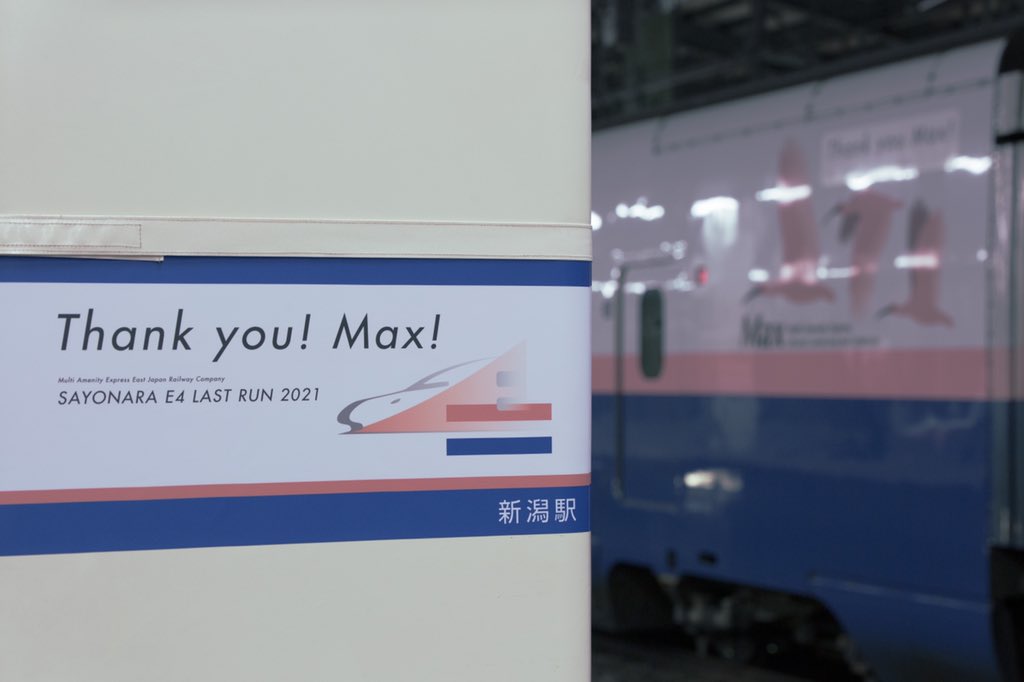 Thank you! Max!
Multi Amenity Express East Japan Railway Company
SAYONARA E4 LAST RUN 2021
新潟駅
Thank you Max!
Max